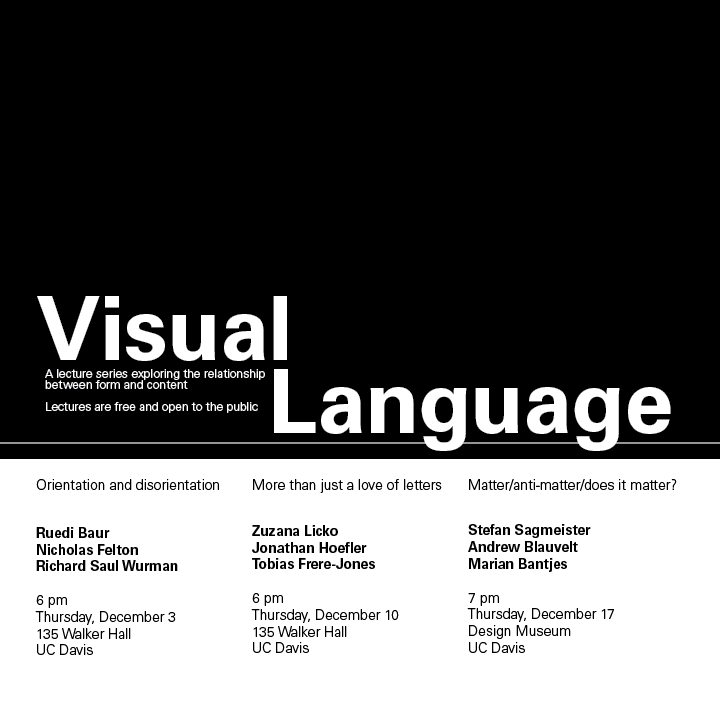 Visual
A lecture series exploring the relationship
between form and content
Lectures are free and open to the public
Language
Orientation and disorientation
Ruedi Baur
Nicholas Felton
Richard Saul Wurman
6 pm
Thursday, December 3
135 Walker Hall
UC Davis
More than just a love of letters
Zuzana Licko
Jonathan Hoefler
Tobias Frere-Jones
6 pm
Thursday, December 10
135 Walker Hall
UC Davis
Matter/anti-matter/does it matter?
Stefan Sagmeister
Andrew Blauvelt
Marian Bantjes
7 pm
Thursday, December 17
Design Museum
UC Davis